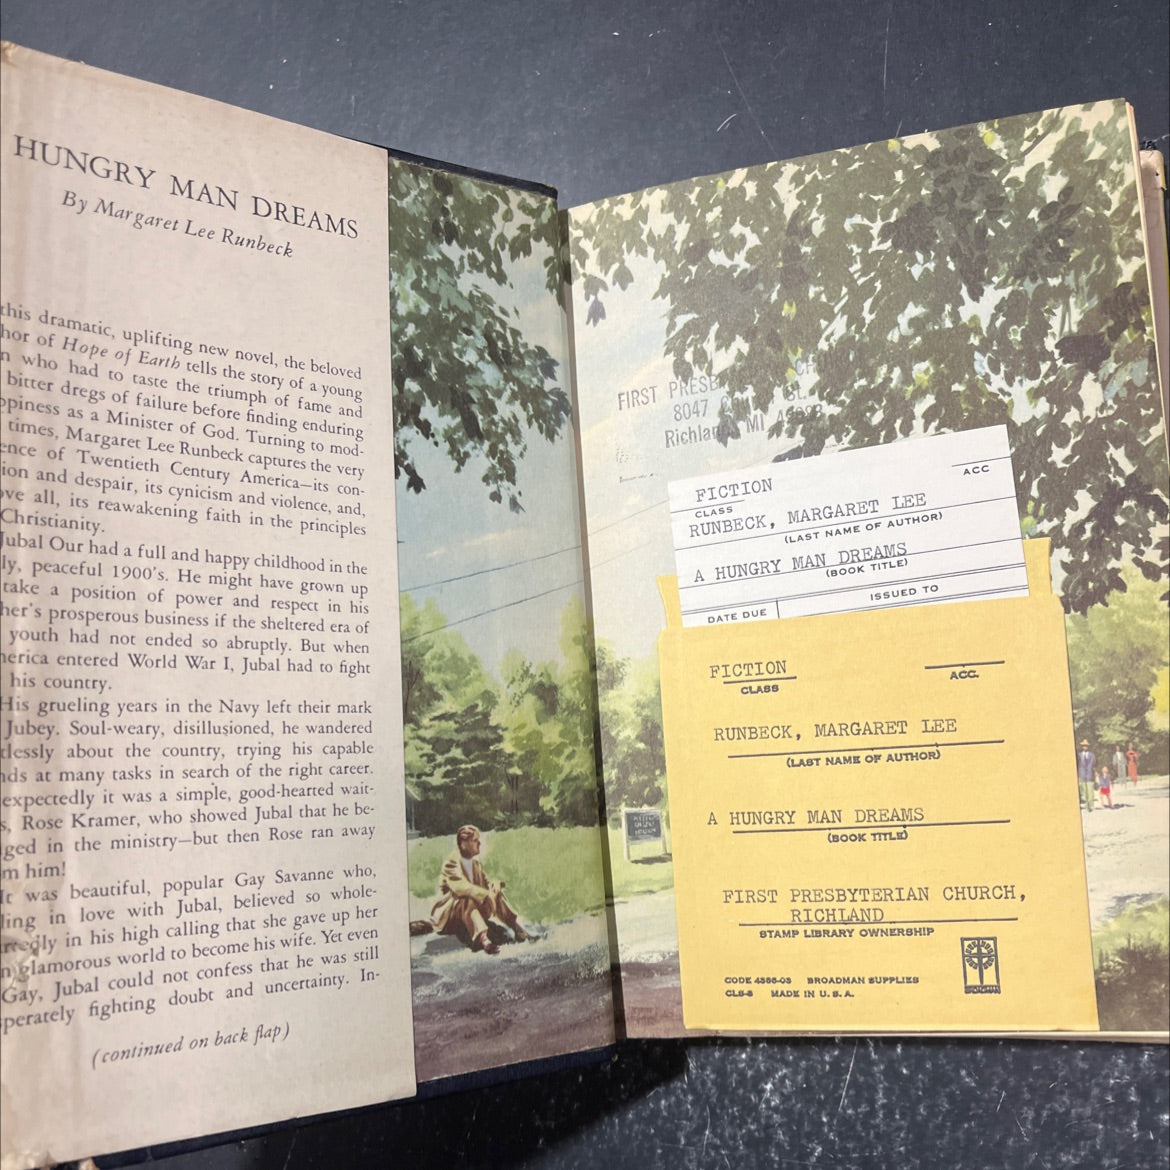 HUNGRY MAN DREAMS
By Margaret Lee Runbeck
this dramatic, uplifting new novel, the beloved
hor of Hope of Earth tells the story of a young
n who had to taste the triumph of fame and
bitter dregs of failure before finding enduring
ppiness as a Minister of God. Turning to mod-
times, Margaret Lee Runbeck captures the very
ence of Twentieth Century America—its con-
ion and despair, its cynicism and violence, and,
ove all, its reawakening faith in the principles
Christianity.
Jubal Our had a full and happy childhood in the
ly, peaceful 1900's. He might have grown up
take a position of power and respect in his
her's prosperous business if the sheltered era of
youth had not ended so abruptly. But when
merica entered World War I, Jubal had to fight
his country.
His grueling years in the Navy left their mark
Jubey. Soul-weary, disillusioned, he wandered
tlessly about the country, trying his capable
nds at many tasks in search of the right career.
expectedly it was a simple, good-hearted wait-
s, Rose Kramer, who showed Jubal that he be-
ged in the ministry—but then Rose ran away
m him!
It was beautiful, popular Gay Savanne who,
ling in love with Jubal, believed so whole-
rtedly in his high calling that she gave up her
n glamorous world to become his wife. Yet even
Gay, Jubal could not confess that he was still
perately fighting doubt and uncertainty. In-
(continued on back flap)
FIRST PRESB CH
8047 ST.
Richland, MI
FICTION
ACC
CLASS
RUNBECK, MARGARET LEE
(LAST NAME OF AUTHOR)
A HUNGRY MAN DREAMS
(BOOK TITLE)
DATE DUE ISSUED TO
FICTION
CLASS ACC.
RUNBECK, MARGARET LEE
(LAST NAME OF AUTHOR)
A HUNGRY MAN DREAMS
(BOOK TITLE)
FIRST PRESBYTERIAN CHURCH,
RICHLAND
STAMP LIBRARY OWNERSHIP
CODE 4386-03 BROADMAN SUPPLIES
CLS-8 MADE IN U. S. A.